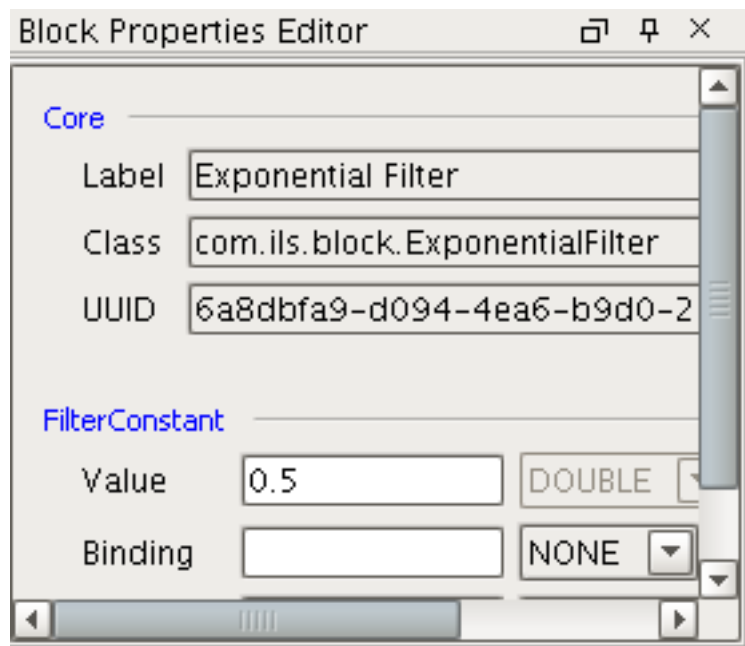 Block Properties Editor
Core
Label Exponential Filter
Class com.ils.block.ExponentialFilter
UUID 6a8dbfa9-d094-4ea6-b9d0-2
FilterConstant
Value 0.5 DOUBLE
Binding NONE